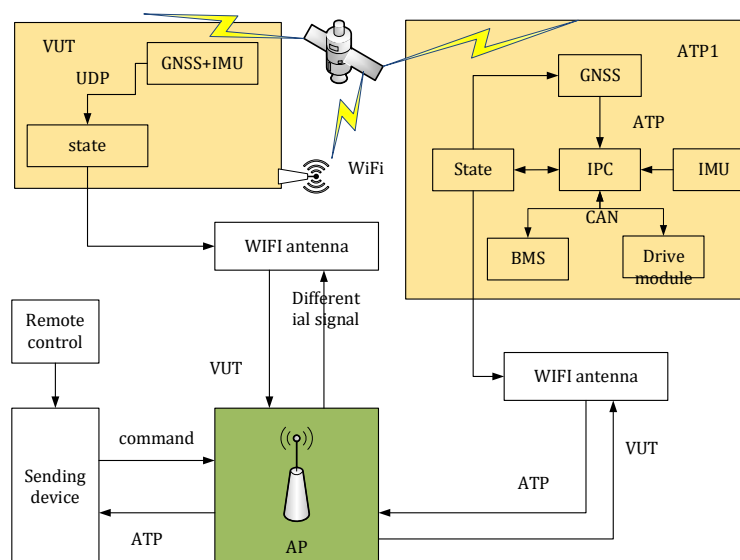 VUT
GNSS+IMU
UDP
state
WiFi
ATP1
GNSS
ATP
State
IPC
IMU
CAN
BMS
Drive
module
WIFI antenna
Different
ial signal
Remote
control
VUT
WIFI antenna
command
Sending
device
VUT
ATP
ATP
AP